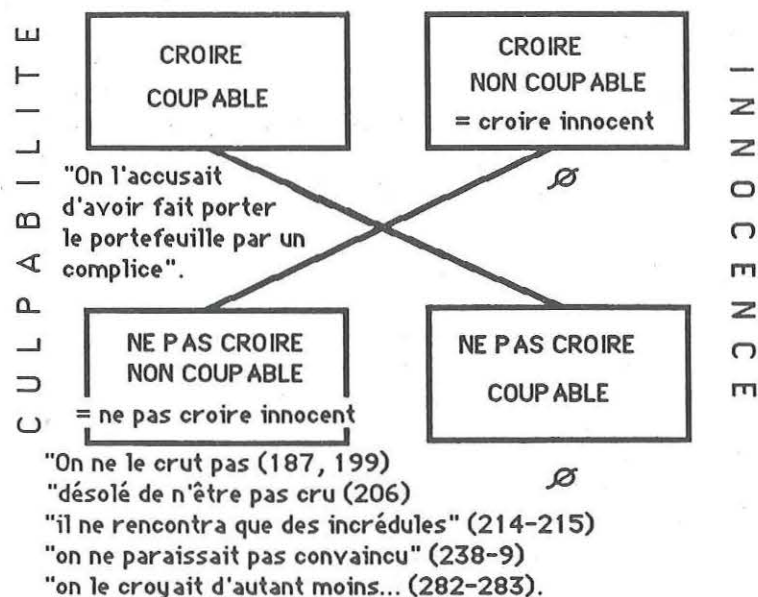 CULPABILITE
CROIRE
COUPABLE
CROIRE
NON COUPABLE
= croire innocent
INNOCENCE
"On l'accusait
d'avoir fait porter
le portefeuille par un
complice".
Ø
NE PAS CROIRE
NON COUPABLE
= ne pas croire innocent
NE PAS CROIRE
COUPABLE
"On ne le crut pas (187, 199)
"désolé de n'être pas cru (206)
Ø
"il ne rencontra que des incrédules" (214-215)
"on ne paraissait pas convaincu" (238-9)
"on le croyait d'autant moins... (282-283).